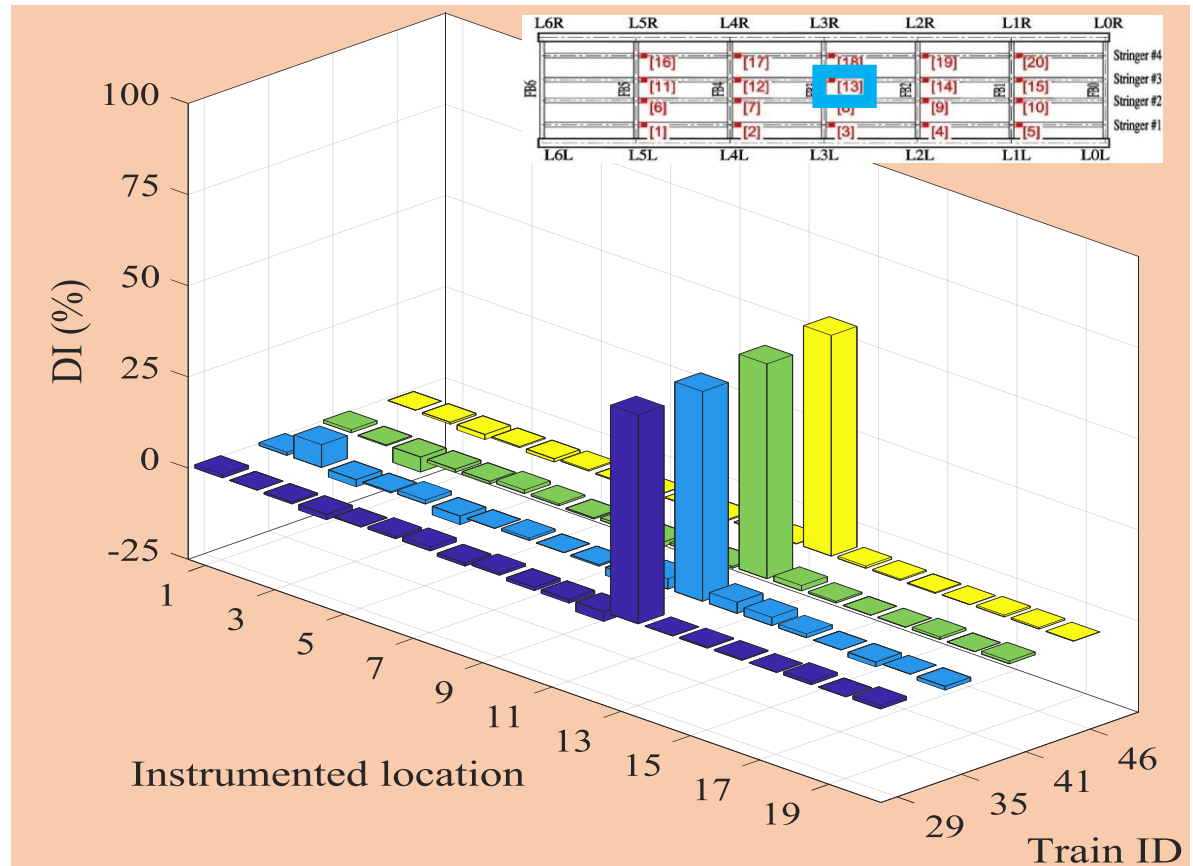 L6R L5R L4R L3R L2R L1R L0R
[16] [17] [18] [19] [20] Stringer #4
FB6 FB5 [11] FB4 [12] [13] FB2 [14] FB1 [15] FB0 Stringer #3
[6] [7] [8] [9] [10] Stringer #2
[1] [2] [3] [4] [5] Stringer #1
L6L L5L L4L L3L L2L L1L L0L
100
75
50
25
0
-25
DI (%)
1 3 5 7 9 11 13 15 17 19
Instrumented location
29 35 41 46
Train ID